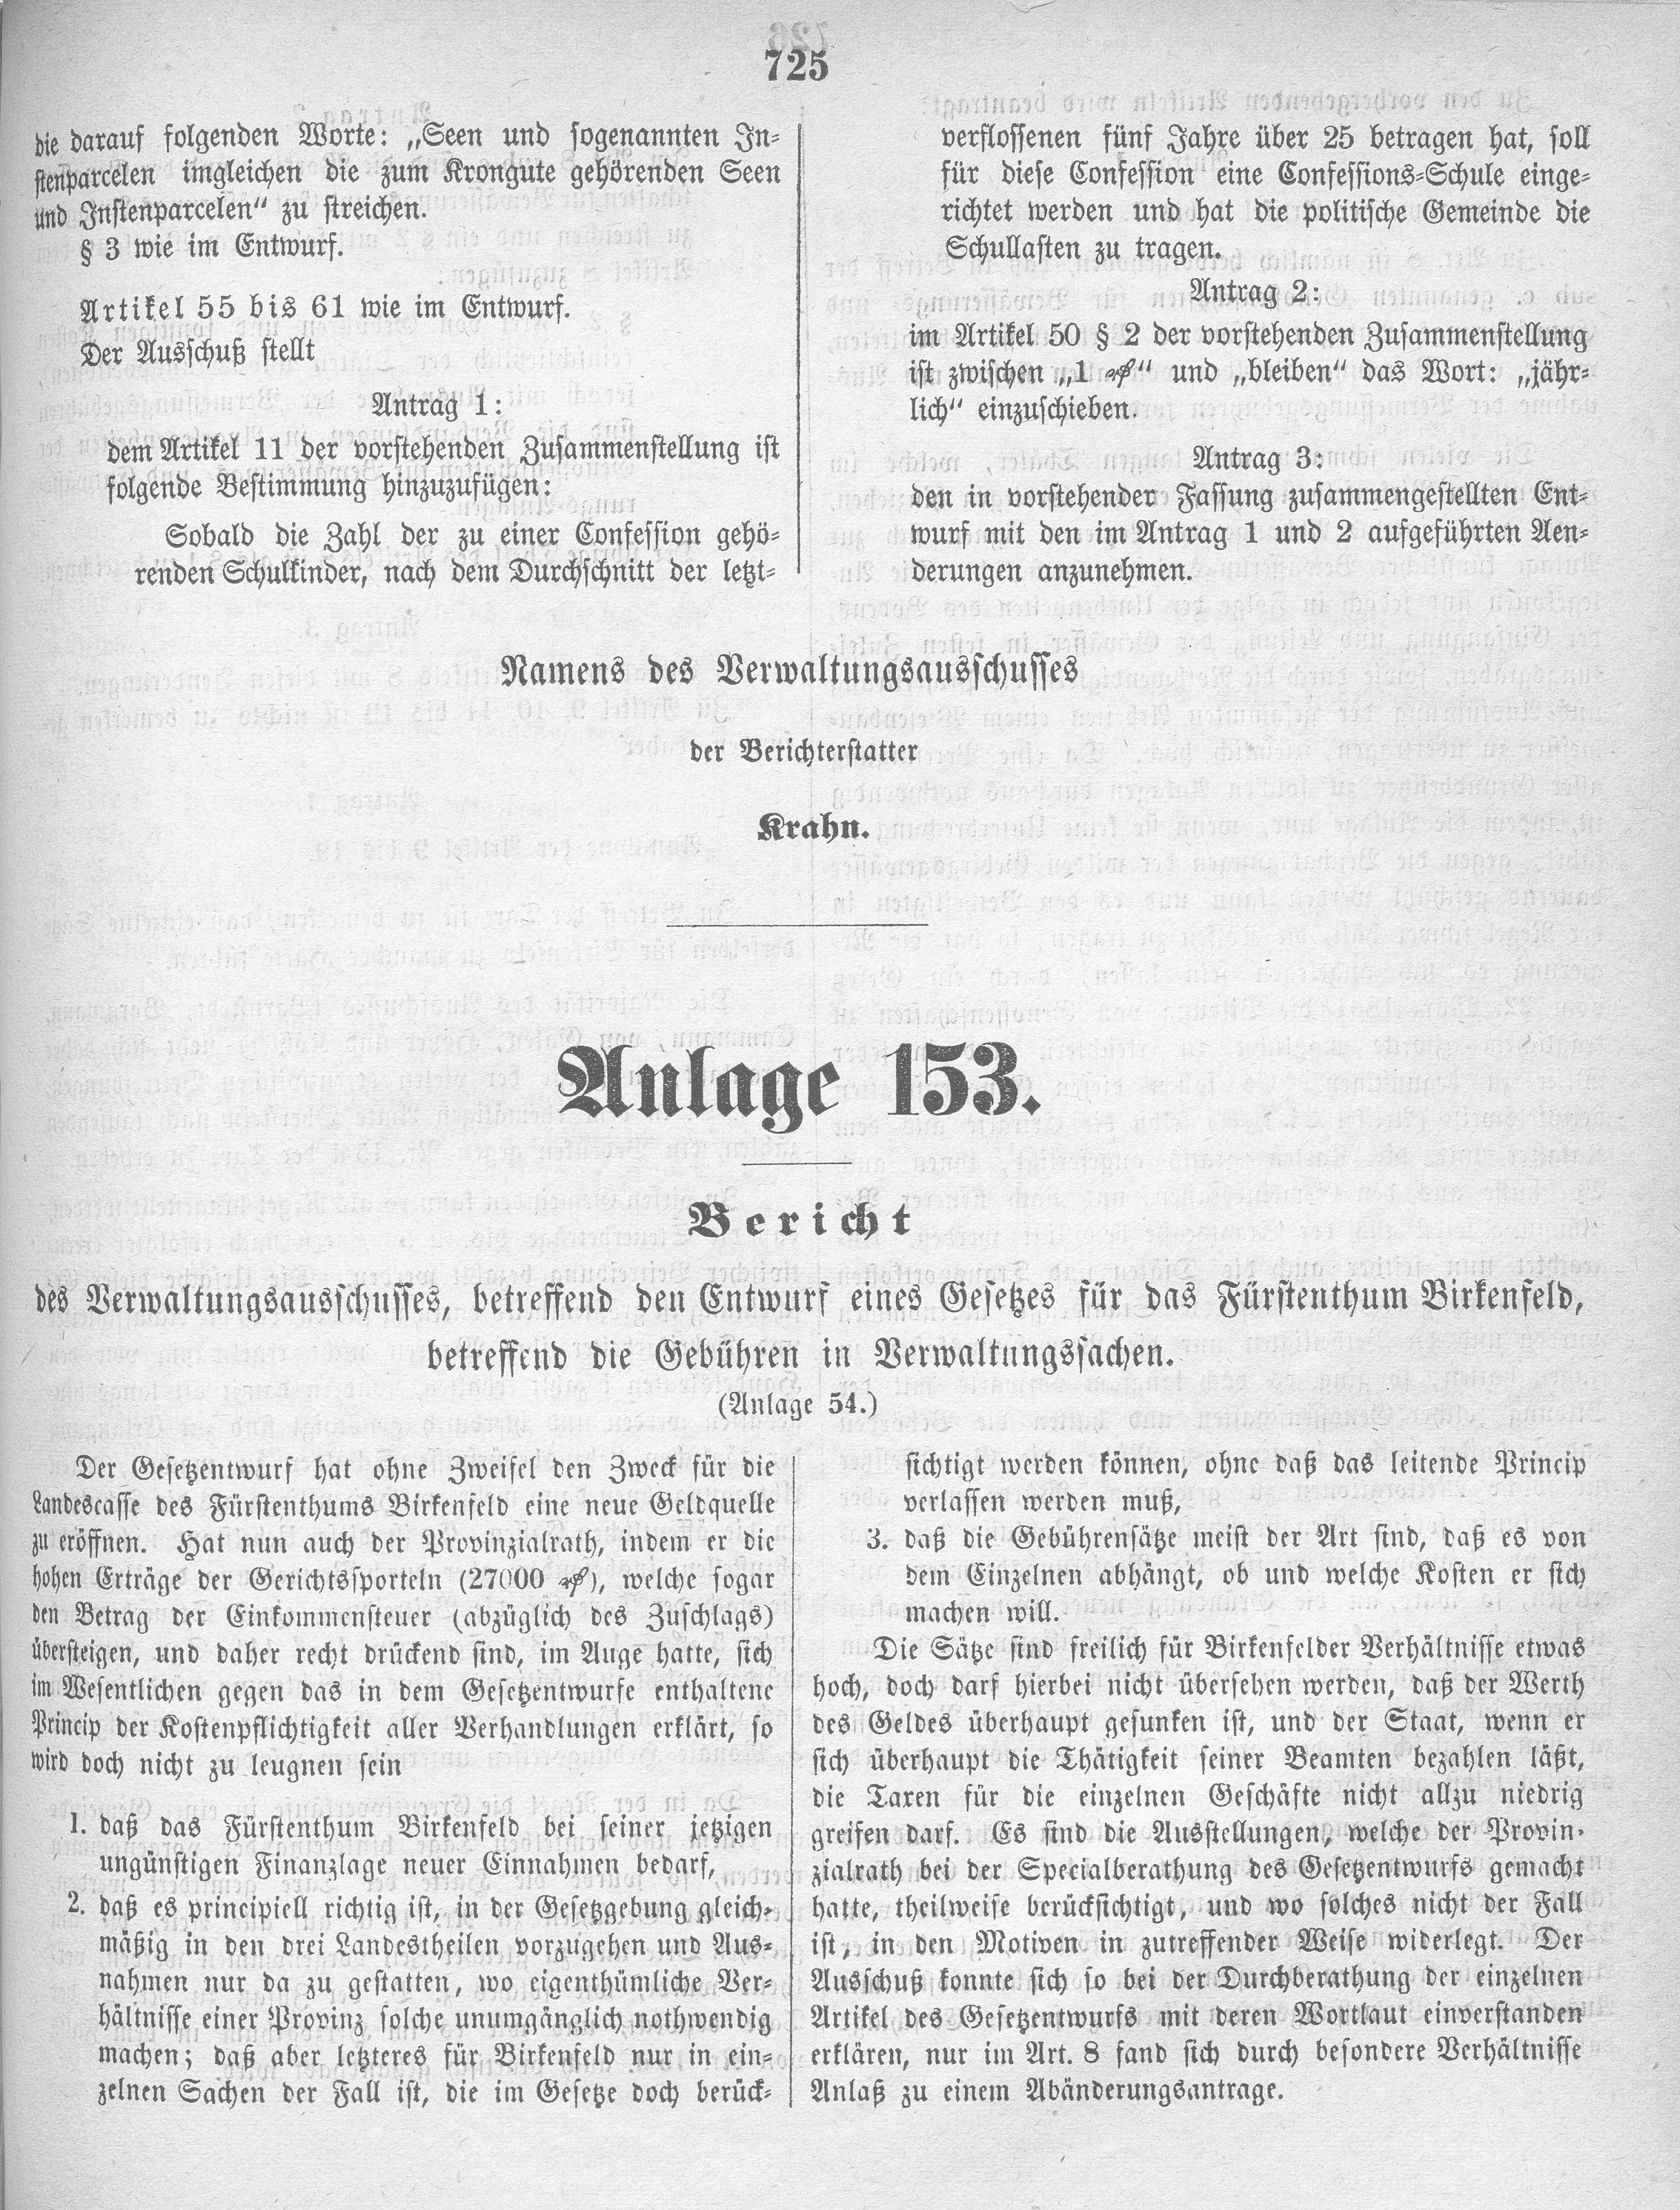 725
die darauf folgenden Worte: „Seen und sogenannten In-
stenparcelen imgleichen die zum Krongute gehörenden Seen
und Instenparcelen“ zu streichen.
§ 3 wie im Entwurf.
Artikel 55 bis 61 wie im Entwurf.
Der Ausschuß stellt
Antrag 1:
dem Artikel 11 der vorstehenden Zusammenstellung ist
folgende Bestimmung hinzuzufügen:
Sobald die Zahl der zu einer Confession gehö-
renden Schulkinder, nach dem Durchschnitt der letzt-
verflossenen fünf Jahre über 25 betragen hat, soll
für diese Confession eine Confessions-Schule einge-
richtet werden und hat die politische Gemeinde die
Schullasten zu tragen.
Antrag 2:
im Artikel 50 § 2 der vorstehenden Zusammenstellung
ist zwischen „1 ₰“ und „bleiben“ das Wort: „jähr-
lich“ einzuschieben.
Antrag 3:
den in vorstehender Fassung zusammengestellten Ent-
wurf mit den im Antrag 1 und 2 aufgeführten Aen-
derungen anzunehmen.
Namens des Verwaltungsausschusses
der Berichterstatter
Krahn.
Anlage 153.
Bericht
des Verwaltungsausschusses, betreffend den Entwurf eines Gesetzes für das Fürstenthum Birkenfeld,
betreffend die Gebühren in Verwaltungssachen.
(Anlage 54.)
Der Gesetzentwurf hat ohne Zweifel den Zweck für die
Landescasse des Fürstenthums Birkenfeld eine neue Geldquelle
zu eröffnen. Hat nun auch der Provinzialrath, indem er die
hohen Erträge der Gerichtssporteln (27000 ₰), welche sogar
den Betrag der Einkommensteuer (abzüglich des Zuschlags)
übersteigen, und daher recht drückend sind, im Auge hatte, sich
im Wesentlichen gegen das in dem Gesetzentwurfe enthaltene
Princip der Kostenpflichtigkeit aller Verhandlungen erklärt, so
wird doch nicht zu leugnen sein
1. daß das Fürstenthum Birkenfeld bei seiner jetzigen
ungünstigen Finanzlage neuer Einnahmen bedarf,
2. daß es principiell richtig ist, in der Gesetzgebung gleich-
mäßig in den drei Landestheilen vorzugehen und Aus-
nahmen nur da zu gestatten, wo eigenthümliche Ver-
hältnisse einer Provinz solche unumgänglich nothwendig
machen; daß aber letzteres für Birkenfeld nur in ein-
zelnen Sachen der Fall ist, die im Gesetze doch berück-
sichtigt werden können, ohne daß das leitende Princip
verlassen werden muß,
3. daß die Gebührensätze meist der Art sind, daß es von
dem Einzelnen abhängt, ob und welche Kosten er sich
machen will.
Die Sätze sind freilich für Birkenfelder Verhältnisse etwas
hoch, doch darf hierbei nicht übersehen werden, daß der Werth
des Geldes überhaupt gesunken ist, und der Staat, wenn er
sich überhaupt die Thätigkeit seiner Beamten bezahlen läßt,
die Taxen für die einzelnen Geschäfte nicht allzu niedrig
greifen darf. Es sind die Ausstellungen, welche der Provin-
zialrath bei der Specialberathung des Gesetzentwurfs gemacht
hatte, theilweise berücksichtigt, und wo solches nicht der Fall
ist, in den Motiven in zutreffender Weise widerlegt. Der
Ausschuß konnte sich so bei der Durchberathung der einzelnen
Artikel des Gesetzentwurfs mit deren Wortlaut einverstanden
erklären, nur im Art. 8 fand sich durch besondere Verhältnisse
Anlaß zu einem Abänderungsantrage.